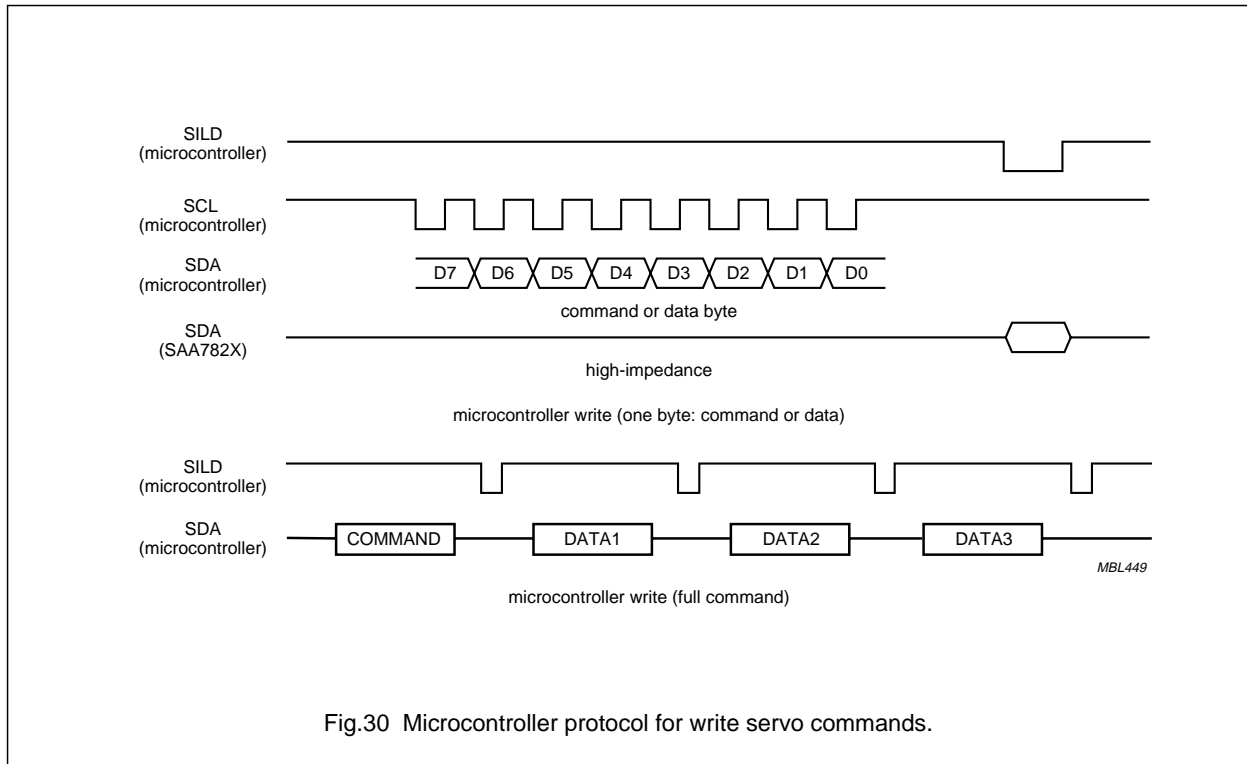 SILD
(microcontroller)
SCL
(microcontroller)
SDA
(microcontroller)
D7 D6 D5 D4 D3 D2 D1 D0
command or data byte
SDA
(SAA782X)
high-impedance
microcontroller write (one byte: command or data)
SILD
(microcontroller)
SDA
(microcontroller)
COMMAND DATA1 DATA2 DATA3
MBL449
microcontroller write (full command)
Fig.30 Microcontroller protocol for write servo commands.